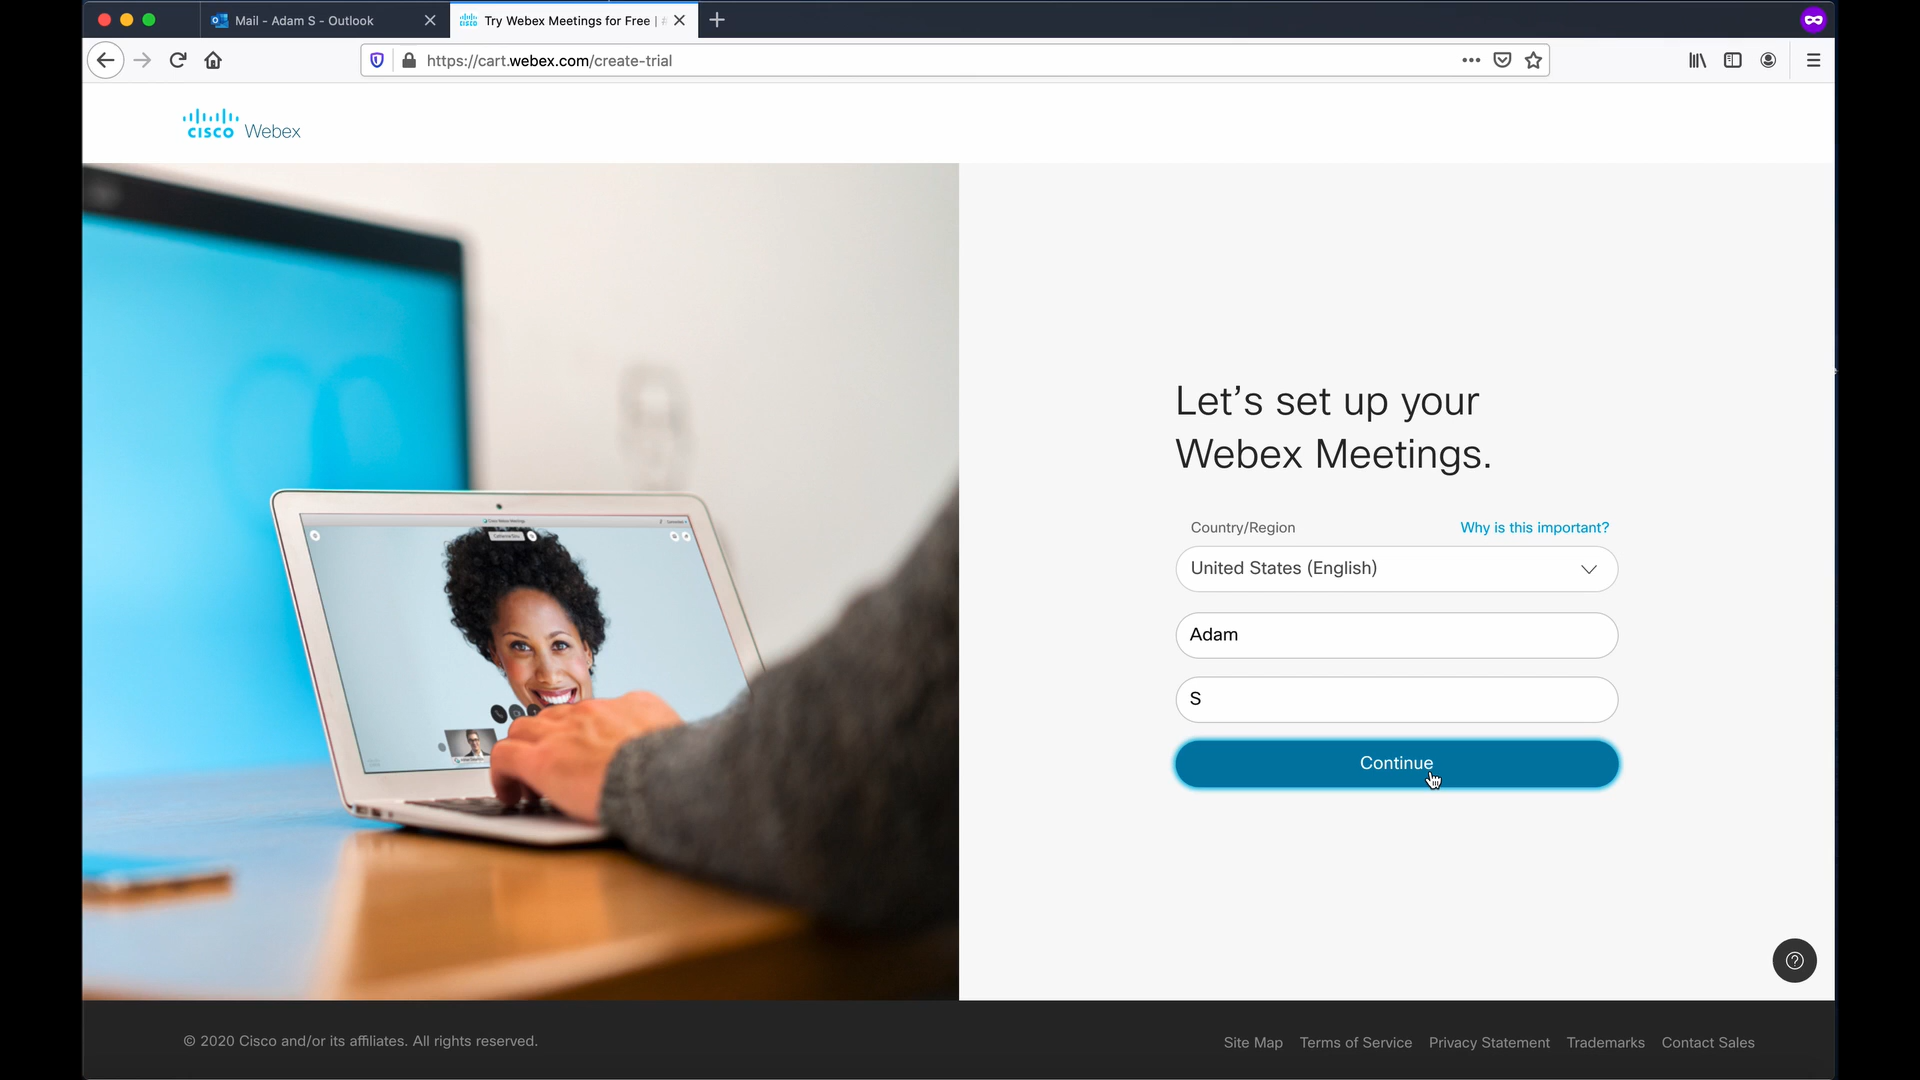 Mail - Adam S - Outlook
Try Webex Meetings for Free |
https://cart.webex.com/create-trial
CISCO Webex
Let's set up your
Webex Meetings.
Country/Region
Why is this important?
United States (English)
Adam
S
Continue
© 2020 Cisco and/or its affiliates. All rights reserved.
Site Map Terms of Service Privacy Statement Trademarks Contact Sales